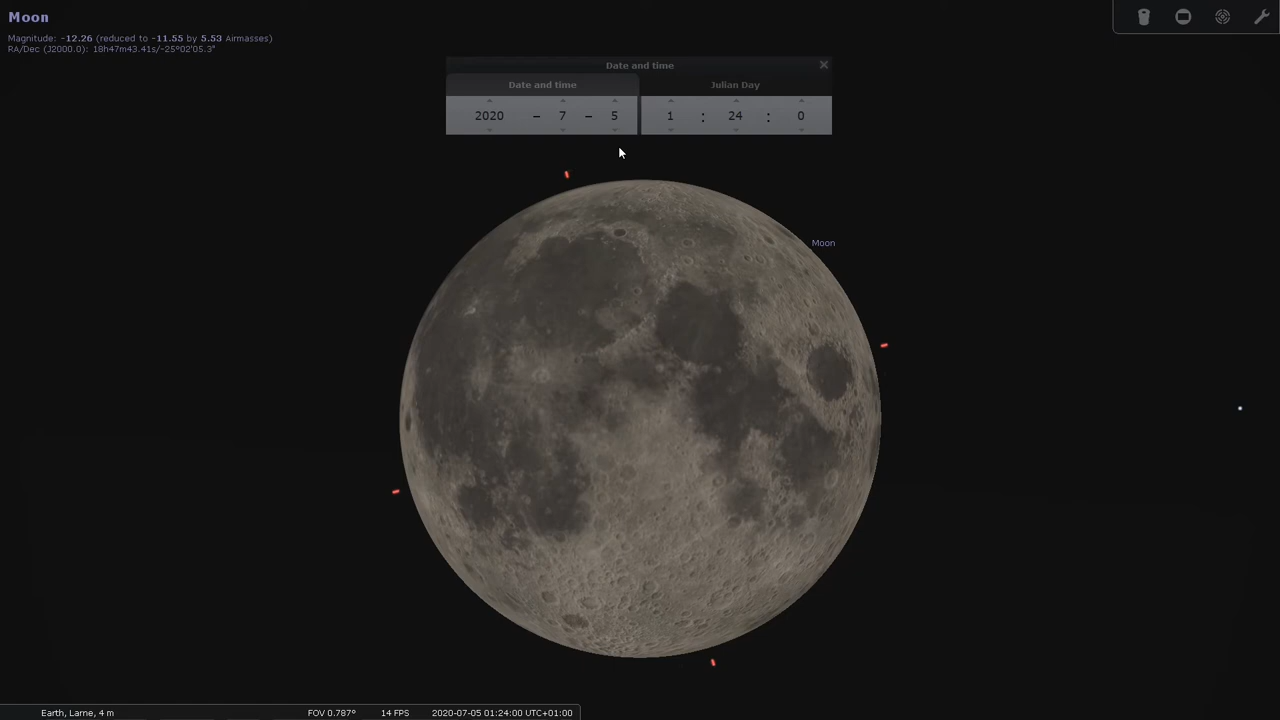 Moon
Magnitude: -12.26 (reduced to -11.55 by 5.53 Airmasses)
RA/Dec (J2000.0): 18h47m43.41s/-25°02'05.3"
Date and time
Date and time
Julian Day
2020 - 7 - 5 1 : 24 : 0
Moon
Earth, Larne, 4 m FOV 0.787° 14 FPS 2020-07-05 01:24:00 UTC+01:00